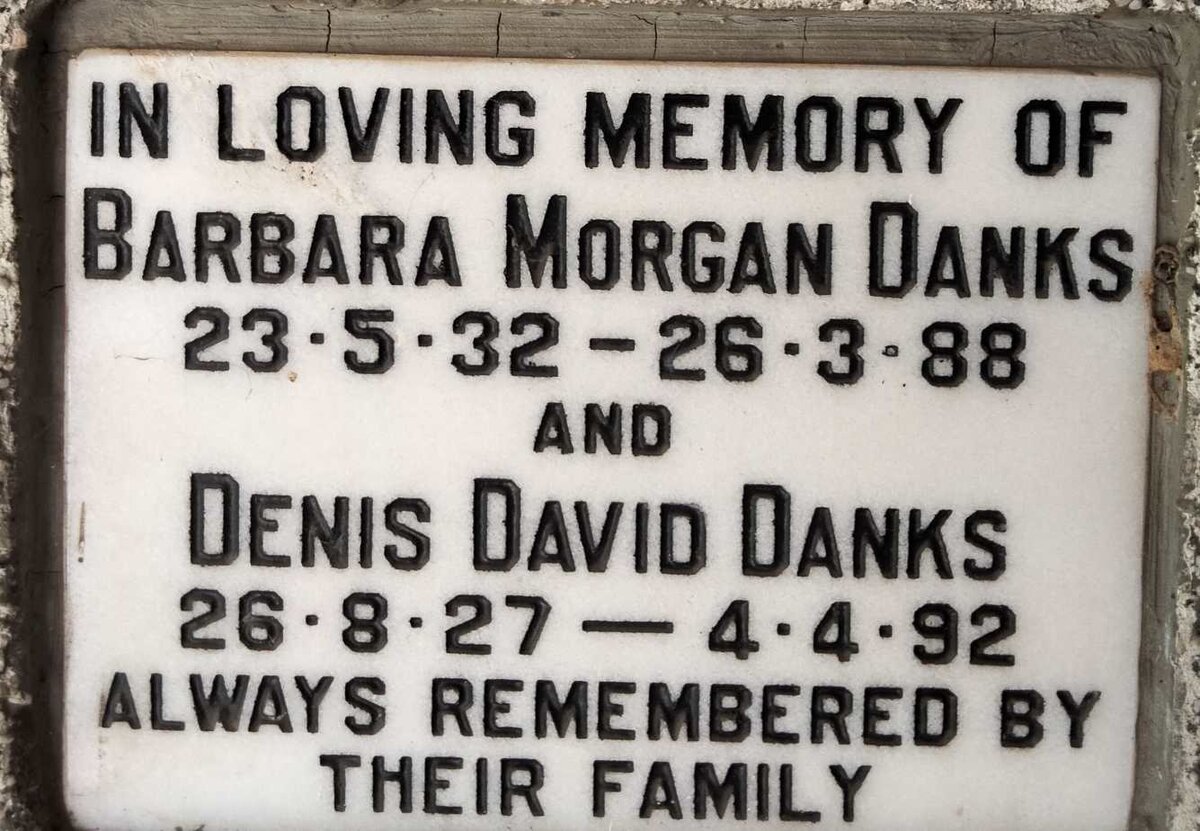 IN LOVING MEMORY OF
BARBARA MORGAN DANKS
23·5·32 – 26·3·88
AND
DENIS DAVID DANKS
26·8·27 — 4·4·92
ALWAYS REMEMBERED BY
THEIR FAMILY